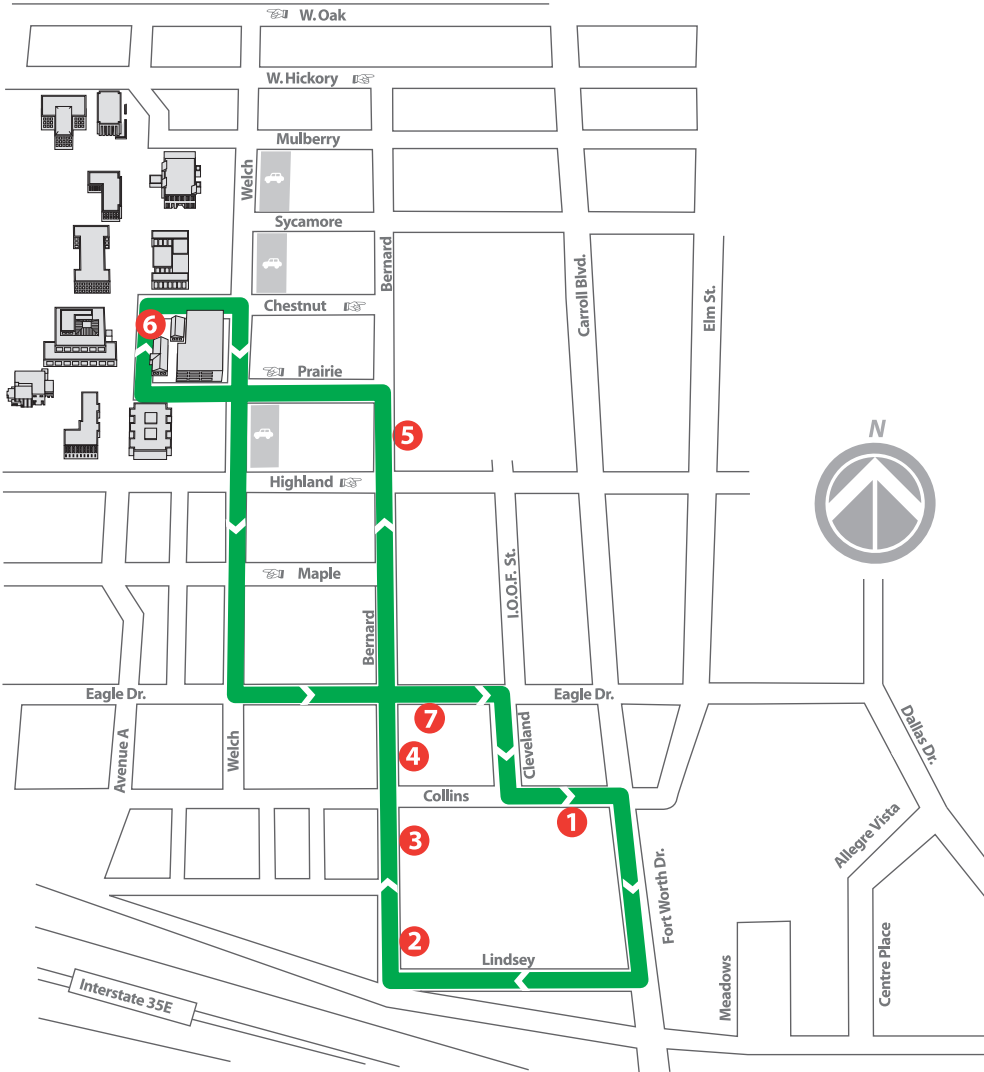 W. Oak
W. Hickory
Mulberry
Welch
Sycamore
Bernard
Chestnut
Carroll Blvd.
Elm St.
6
Prairie
5
N
Highland
I.O.O.F. St.
Maple
Bernard
Eagle Dr.
Eagle Dr.
7
Dallas Dr.
Avenue A
Welch
4
Cleveland
Collins
1
3
Allegre Vista
Fort Worth Dr.
2
Lindsey
Interstate 35E
Meadows
Centre Place